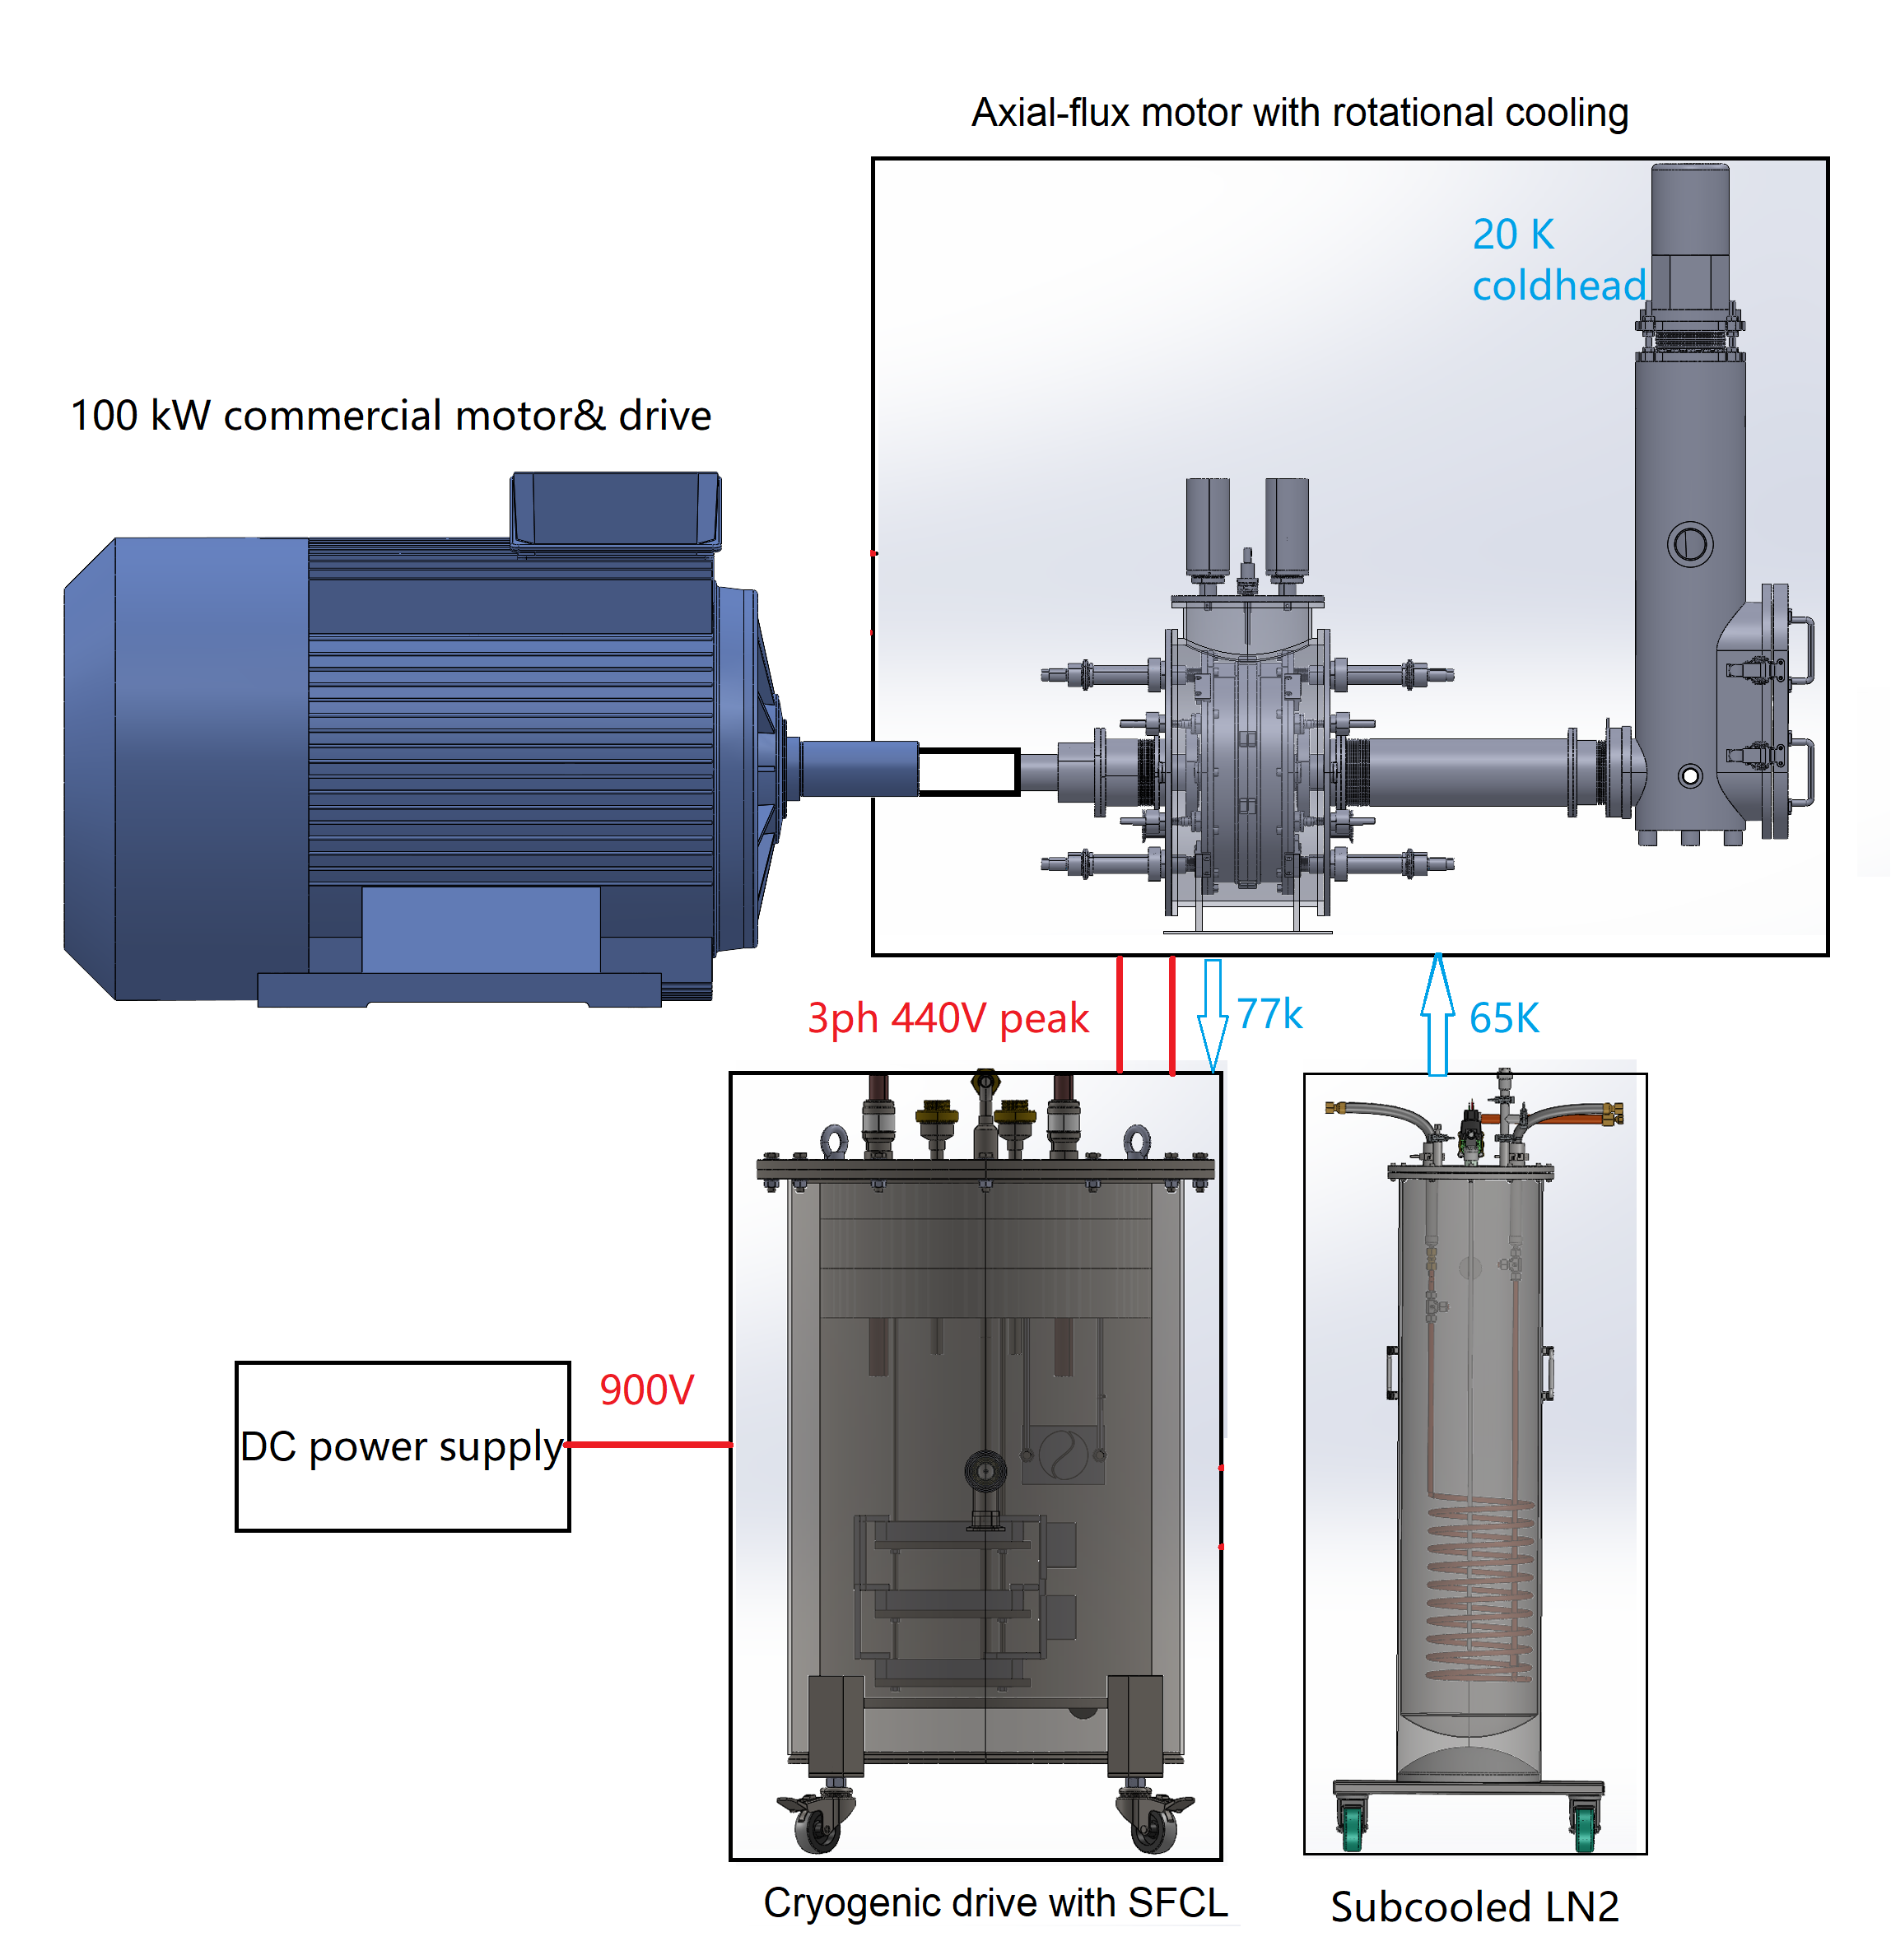 Axial-flux motor with rotational cooling
20 K
coldhead
100 kW commercial motor& drive
3ph 440V peak
77k
65K
900V
DC power supply
Cryogenic drive with SFCL
Subcooled LN2